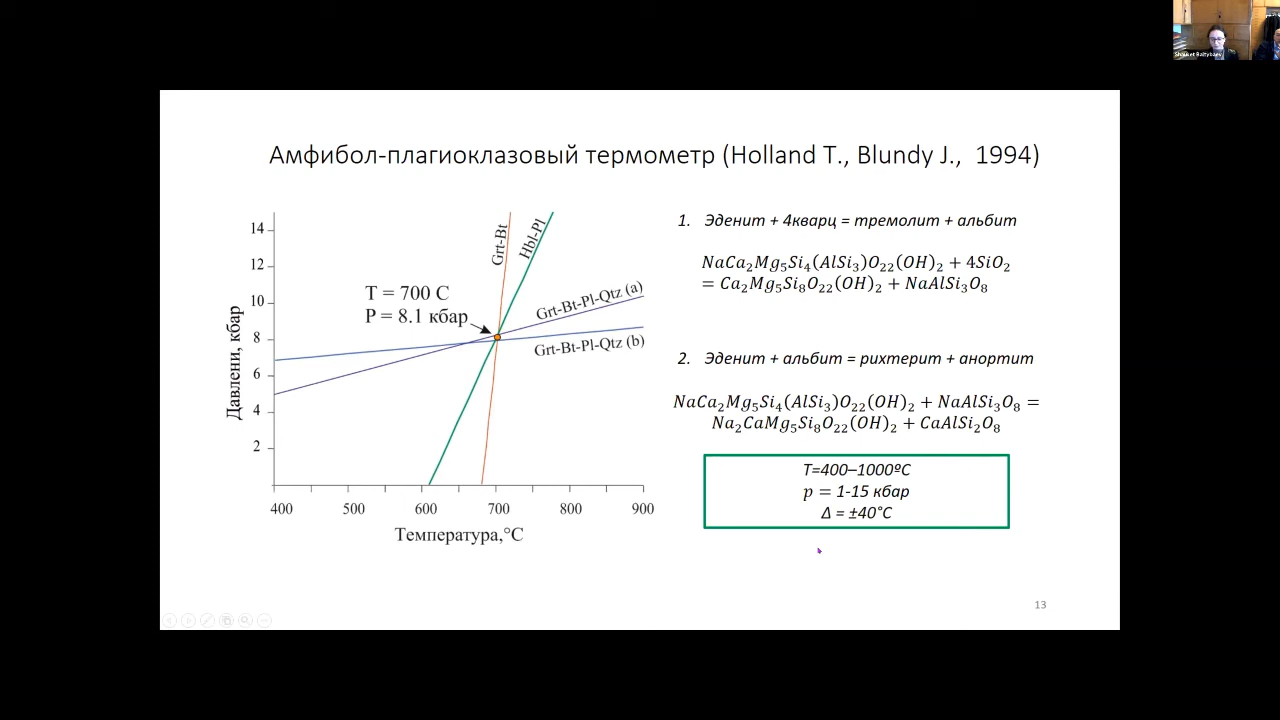 Shauket Baltybaev
Амфибол-плагиоклазовый термометр (Holland T., Blundy J., 1994)
Давлени, кбар
14
12
10
8
6
4
2
Grt-Bt
Hbl-Pl
T = 700 C
P = 8.1 кбар
Grt-Bt-Pl-Qtz (a)
Grt-Bt-Pl-Qtz (b)
400 500 600 700 800 900
Температура,°C
1. Эденит + 4кварц = тремолит + альбит
NaCa₂Mg₅Si₄(AlSi₃)O₂₂(OH)₂ + 4SiO₂
= Ca₂Mg₅Si₈O₂₂(OH)₂ + NaAlSi₃O₈
2. Эденит + альбит = рихтерит + анортит
NaCa₂Mg₅Si₄(AlSi₃)O₂₂(OH)₂ + NaAlSi₃O₈ =
Na₂CaMg₅Si₈O₂₂(OH)₂ + CaAlSi₂O₈
T=400–1000ºC
p = 1-15 кбар
Δ = ±40°C
13